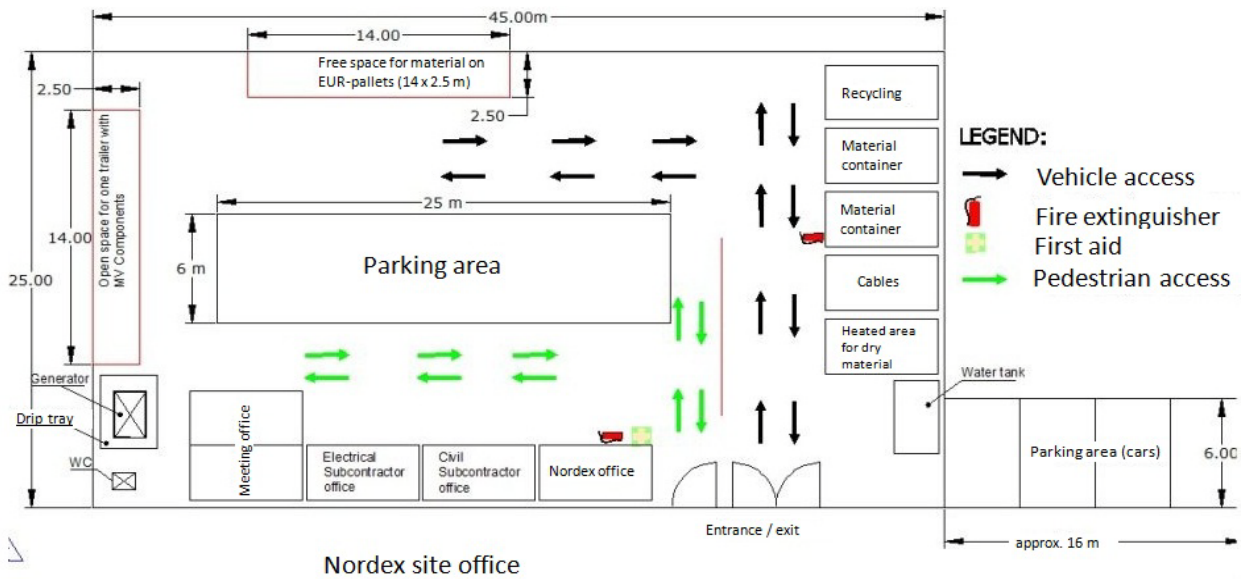 45.00m
14.00
Free space for material on
EUR-pallets (14 x 2.5 m)
2.50
2.50
Recycling
LEGEND:
Material
container
Vehicle access
Open space for one trailer with
MV Components
25 m
Material
container
Fire extinguisher
First aid
14.00
6 m
Parking area
25.00
Cables
Pedestrian access
Heated area
for dry
material
Generator
Water tank
Drip tray
Meeting office
Electrical
Subcontractor
office
Civil
Subcontractor
office
Nordex office
Parking area (cars)
6.00
WC
Entrance / exit
approx. 16 m
Nordex site office